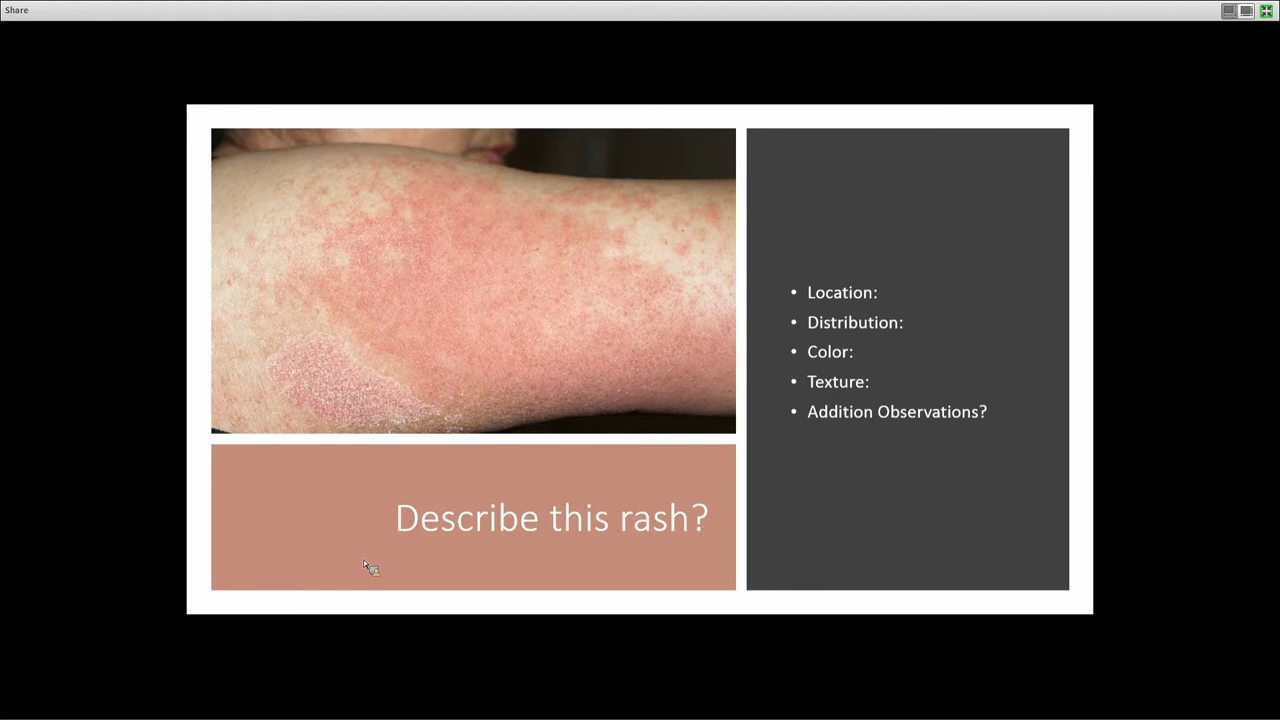 Share
Describe this rash?
• Location:
• Distribution:
• Color:
• Texture:
• Addition Observations?